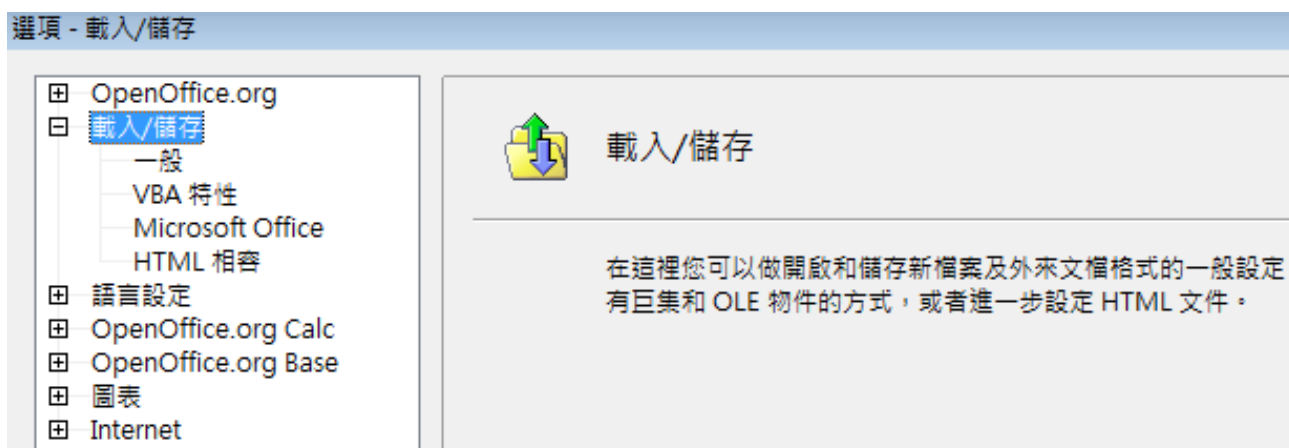 選項 - 載入/儲存
OpenOffice.org
載入/儲存
一般
VBA 特性
Microsoft Office
HTML 相容
語言設定
OpenOffice.org Calc
OpenOffice.org Base
圖表
Internet
載入/儲存
在這裡您可以做開啟和儲存新檔案及外來文檔格式的一般設定
有巨集和 OLE 物件的方式，或者進一步設定 HTML 文件。